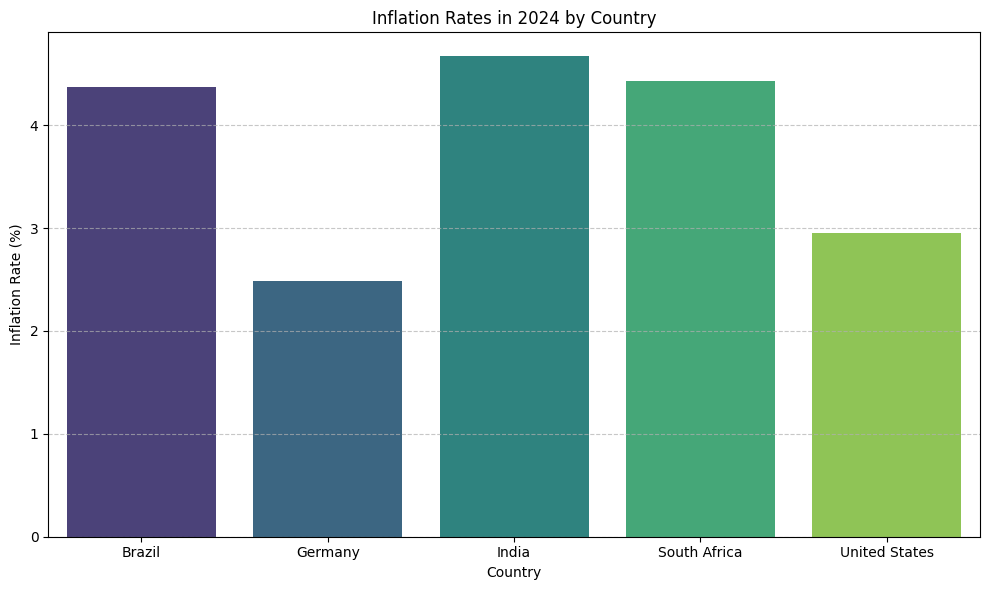 Inflation Rates in 2024 by Country
Inflation Rate (%)
4
3
2
1
0
Brazil Germany India South Africa United States
Country